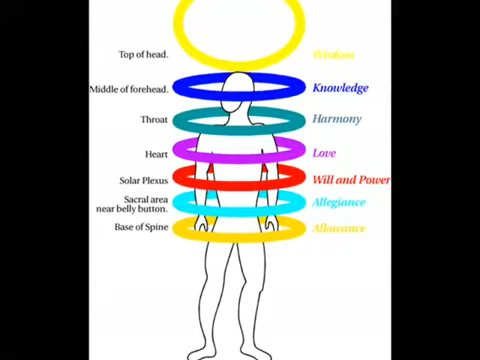 Top of head. Wisdom
Middle of forehead. Knowledge
Throat Harmony
Heart Love
Solar Plexus Will and Power
Sacral area
near belly button. Allegiance
Base of Spine Allowance